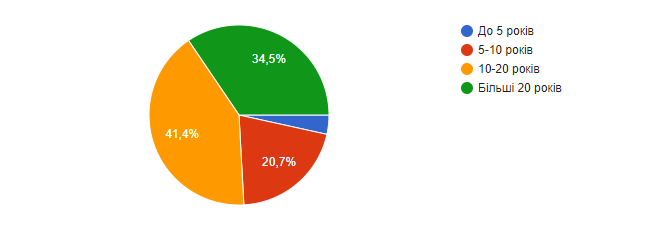 До 5 років
5-10 років
10-20 років
Більші 20 років
34,5%
41,4%
20,7%